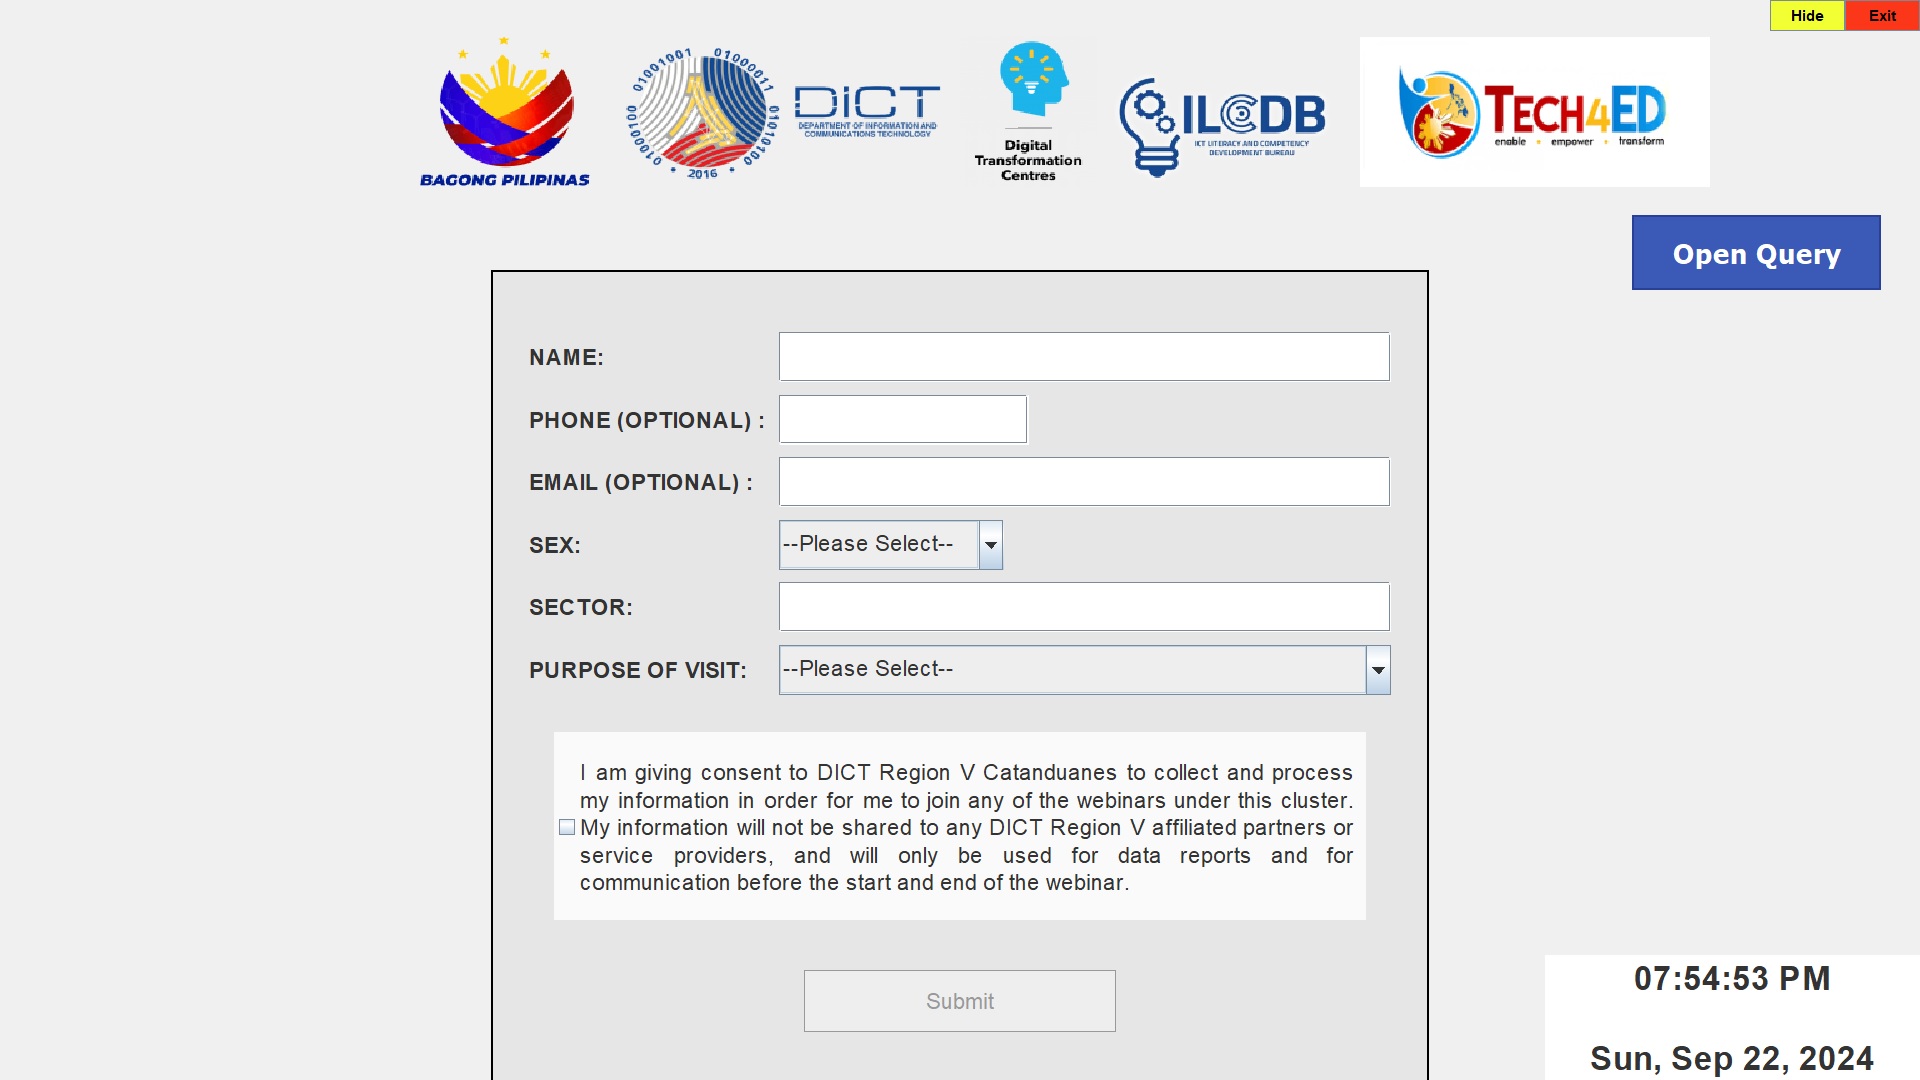 Hide Exit
01001001 01000011
0100010 01010100
• 2016 •
BAGONG PILIPINAS
DICT
DEPARTMENT OF INFORMATION AND
COMMUNICATIONS TECHNOLOGY
Digital
Transformation
Centres
ILCDB
ICT LITERACY AND COMPETENCY
DEVELOPMENT BUREAU
TECH4ED
enable • empower • transform
Open Query
NAME:
PHONE (OPTIONAL) :
EMAIL (OPTIONAL) :
SEX: --Please Select--
SECTOR:
PURPOSE OF VISIT: --Please Select--
I am giving consent to DICT Region V Catanduanes to collect and process
my information in order for me to join any of the webinars under this cluster.
My information will not be shared to any DICT Region V affiliated partners or
service providers, and will only be used for data reports and for
communication before the start and end of the webinar.
Submit
07:54:53 PM
Sun, Sep 22, 2024